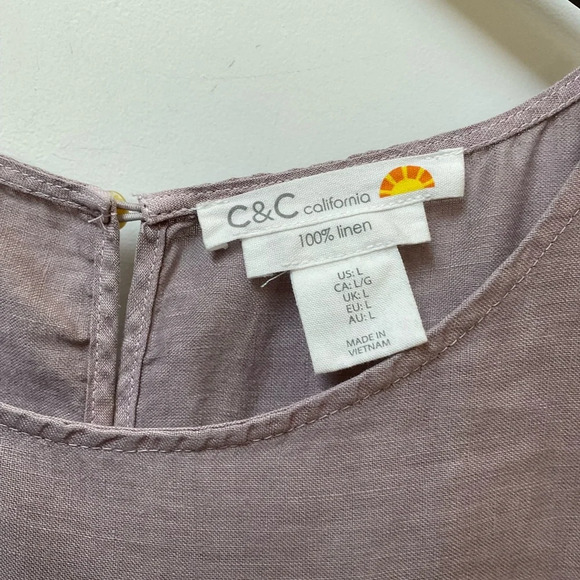 C&C california
100% linen
US: L
CA: L/G
UK: L
EU: L
AU: L
MADE IN
VIETNAM